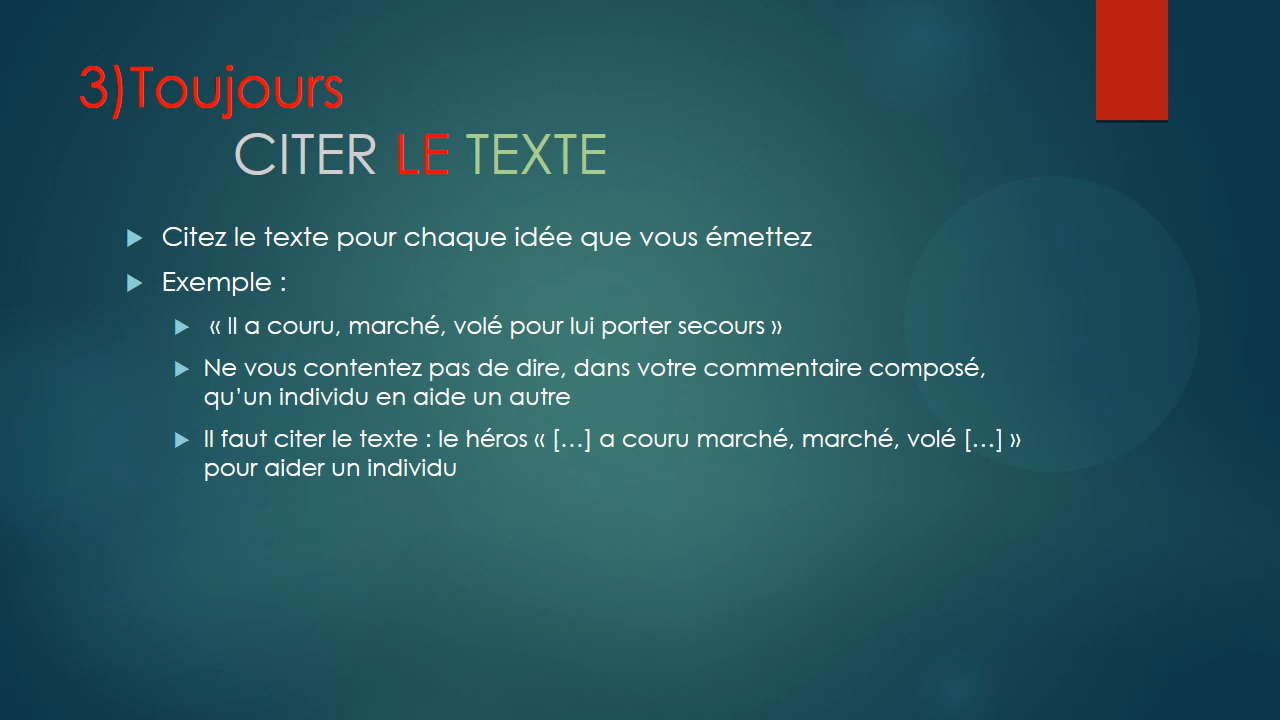 3)Toujours
CITER LE TEXTE
Citez le texte pour chaque idée que vous émettez
Exemple :
« Il a couru, marché, volé pour lui porter secours »
Ne vous contentez pas de dire, dans votre commentaire composé,
qu’un individu en aide un autre
Il faut citer le texte : le héros « […] a couru marché, marché, volé […] »
pour aider un individu